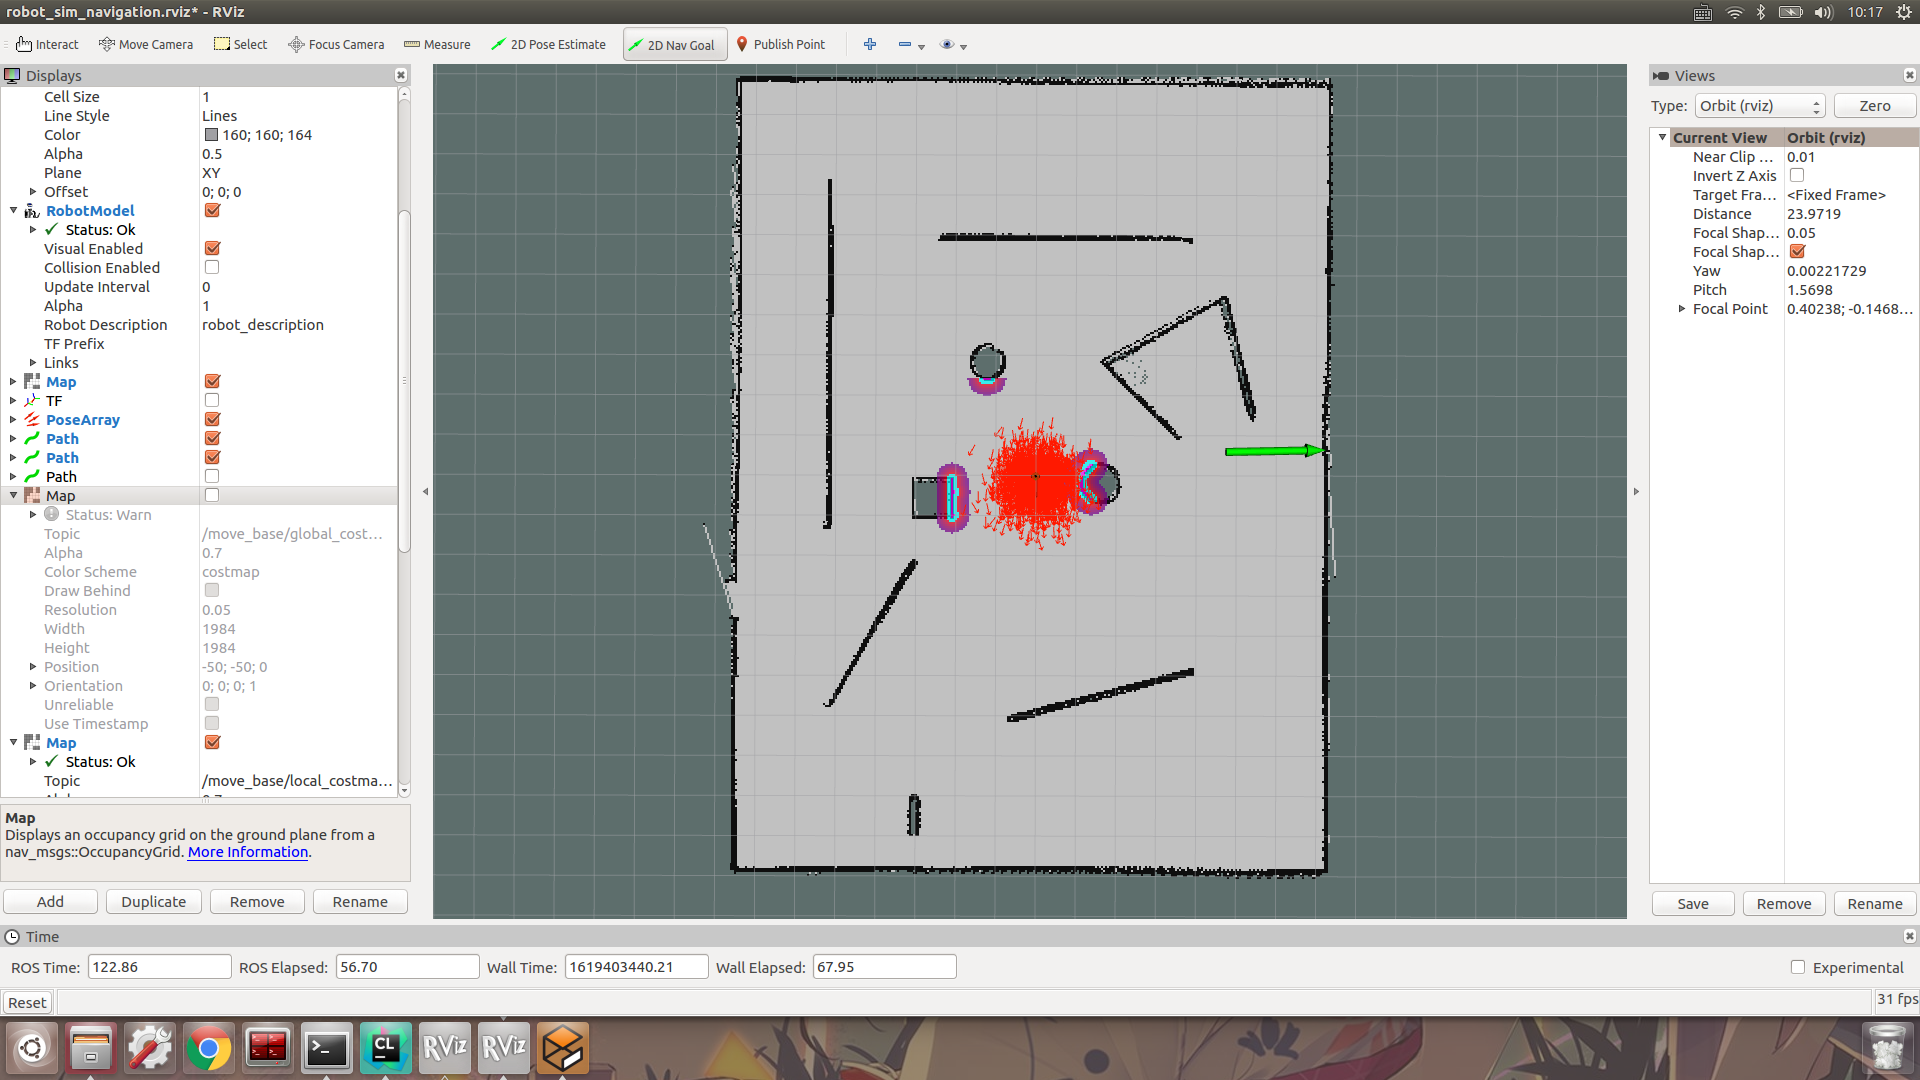 robot_sim_navigation.rviz* - RViz
10:17
Interact Move Camera Select Focus Camera Measure 2D Pose Estimate 2D Nav Goal Publish Point
Displays
Cell Size 1
Line Style Lines
Color 160; 160; 164
Alpha 0.5
Plane XY
Offset 0; 0; 0
RobotModel
Status: Ok
Visual Enabled
Collision Enabled
Update Interval 0
Alpha 1
Robot Description robot_description
TF Prefix
Links
Map
TF
PoseArray
Path
Path
Path
Map
Status: Warn
Topic /move_base/global_cost...
Alpha 0.7
Color Scheme costmap
Draw Behind
Resolution 0.05
Width 1984
Height 1984
Position -50; -50; 0
Orientation 0; 0; 0; 1
Unreliable
Use Timestamp
Map
Status: Ok
Topic /move_base/local_costma...
Map
Displays an occupancy grid on the ground plane from a
nav_msgs::OccupancyGrid. More Information.
Add Duplicate Remove Rename
Views
Type: Orbit (rviz) Zero
Current View Orbit (rviz)
Near Clip ... 0.01
Invert Z Axis
Target Fra... <Fixed Frame>
Distance 23.9719
Focal Shap... 0.05
Focal Shap...
Yaw 0.00221729
Pitch 1.5698
Focal Point 0.40238; -0.1468...
Save Remove Rename
Time
ROS Time: 122.86 ROS Elapsed: 56.70 Wall Time: 1619403440.21 Wall Elapsed: 67.95 Experimental
Reset 31 fps
CL RViz RViz